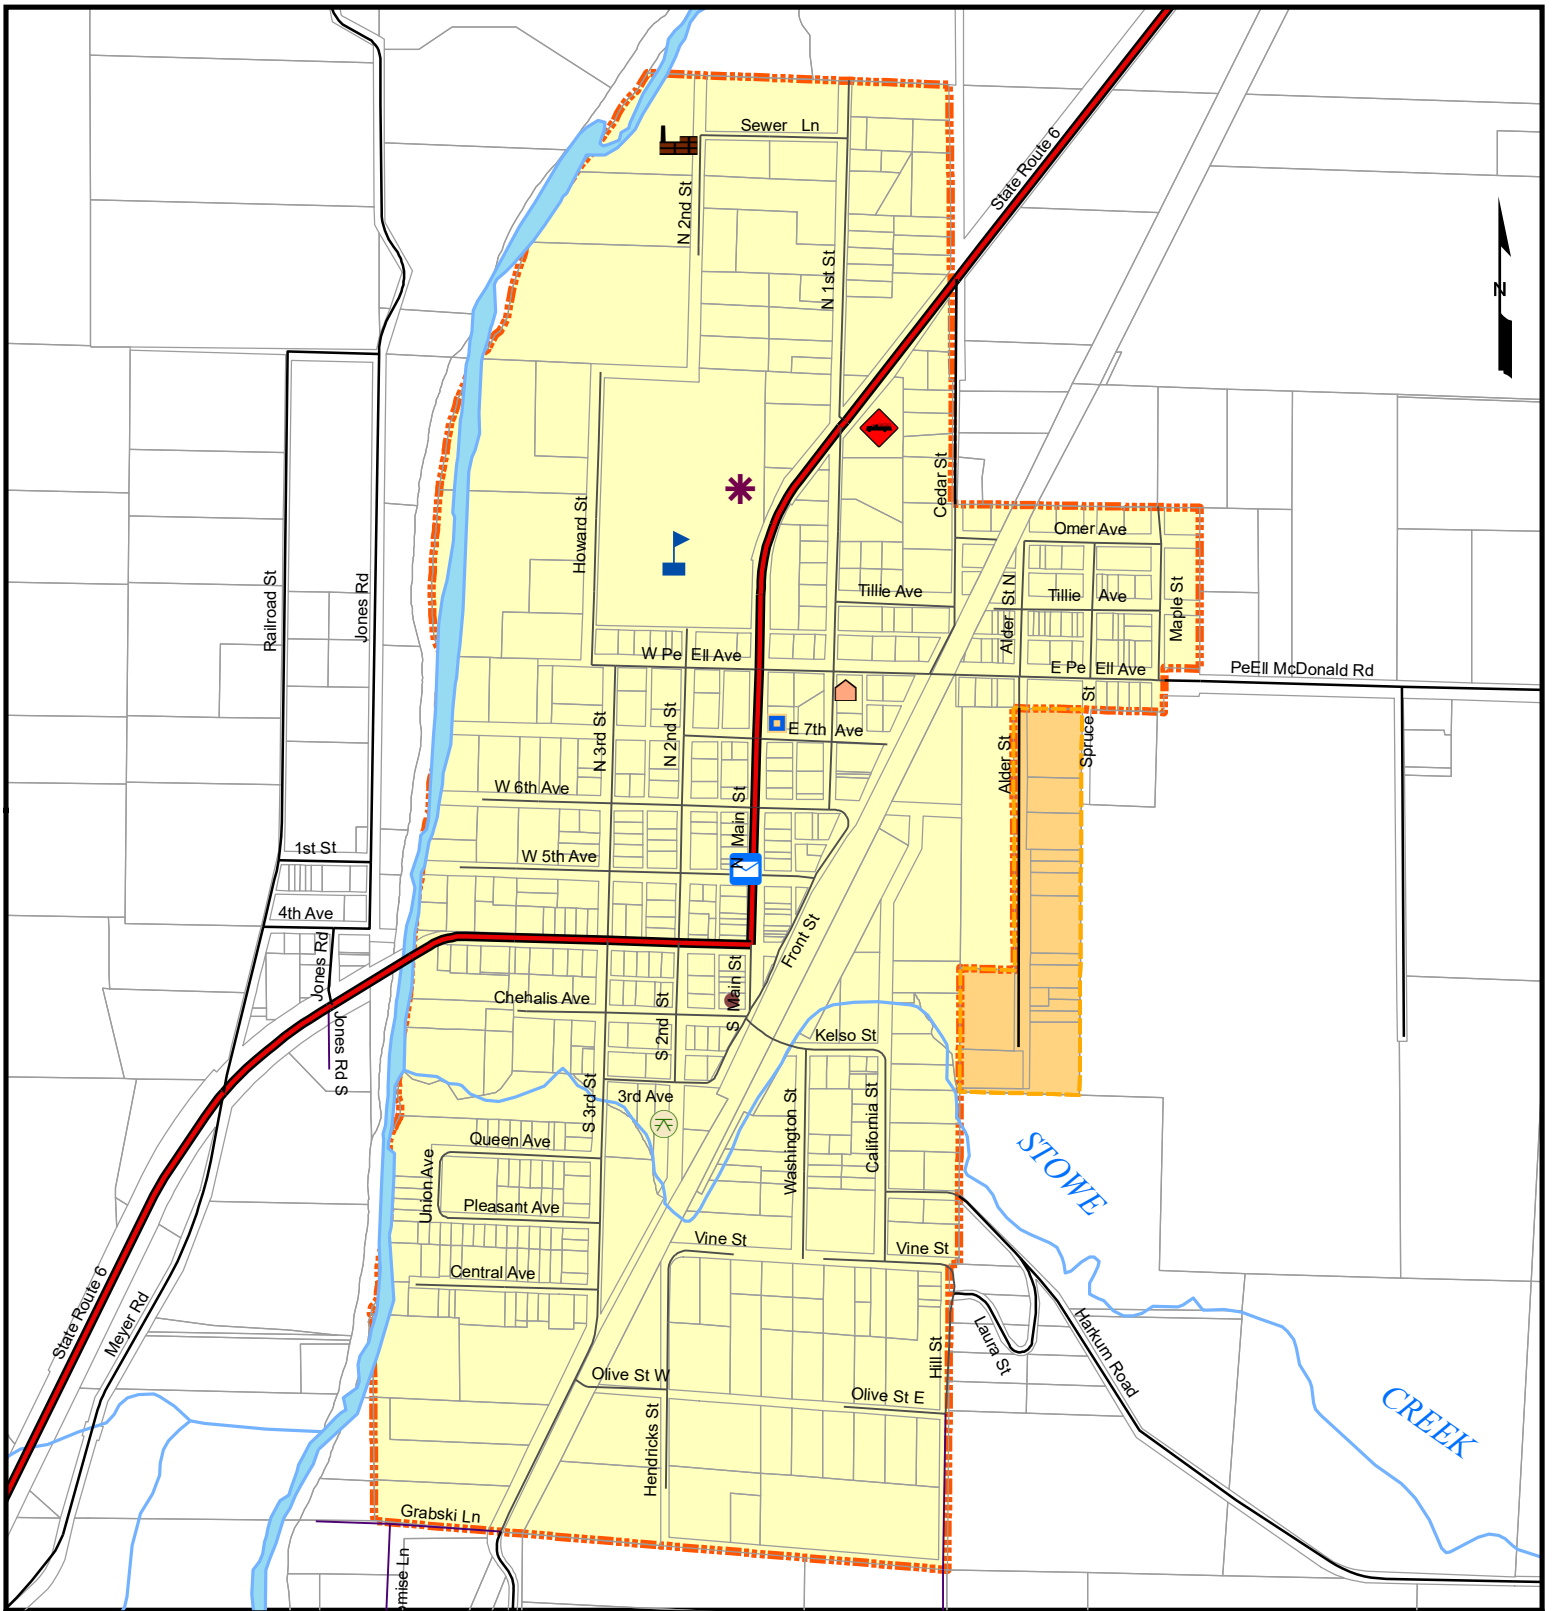 Sewer Ln
State Route 6
N 2nd St
N 1st St
N
Cedar St
Howard St
Omer Ave
Railroad St
Jones Rd
Tillie Ave
Alder St N
Tillie Ave
Maple St
W Pe Ell Ave
E Pe Ell Ave
PeEll McDonald Rd
N 3rd St
N 2nd St
E 7th Ave
Alder St
Spruce St
W 6th Ave
N Main St
1st St
W 5th Ave
4th Ave
Front St
Jones Rd
Chehalis Ave
S 2nd St
S Main St
Kelso St
Jones Rd S
S 3rd St
3rd Ave
Washington St
California St
Queen Ave
Union Ave
Pleasant Ave
STOWE
Vine St
Vine St
Central Ave
State Route 6
Meyer Rd
Laura St
Harkum Road
Hill St
Olive St W
Olive St E
Hendricks St
CREEK
Grabski Ln
mise Ln